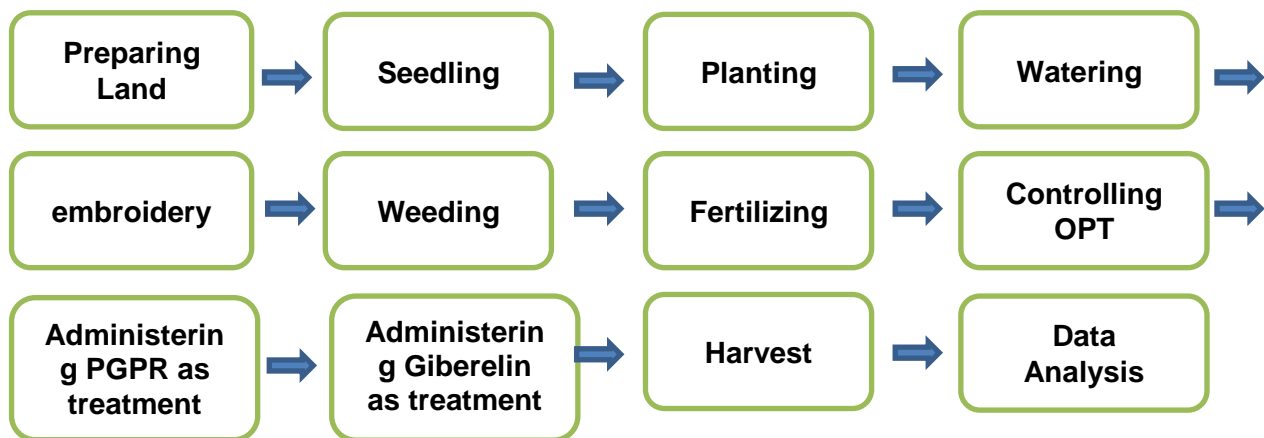 Preparing
Land
Seedling
Planting
Watering
embroidery
Weeding
Fertilizing
Controlling
OPT
Administerin
g PGPR as
treatment
Administerin
g Giberelin
as treatment
Harvest
Data
Analysis